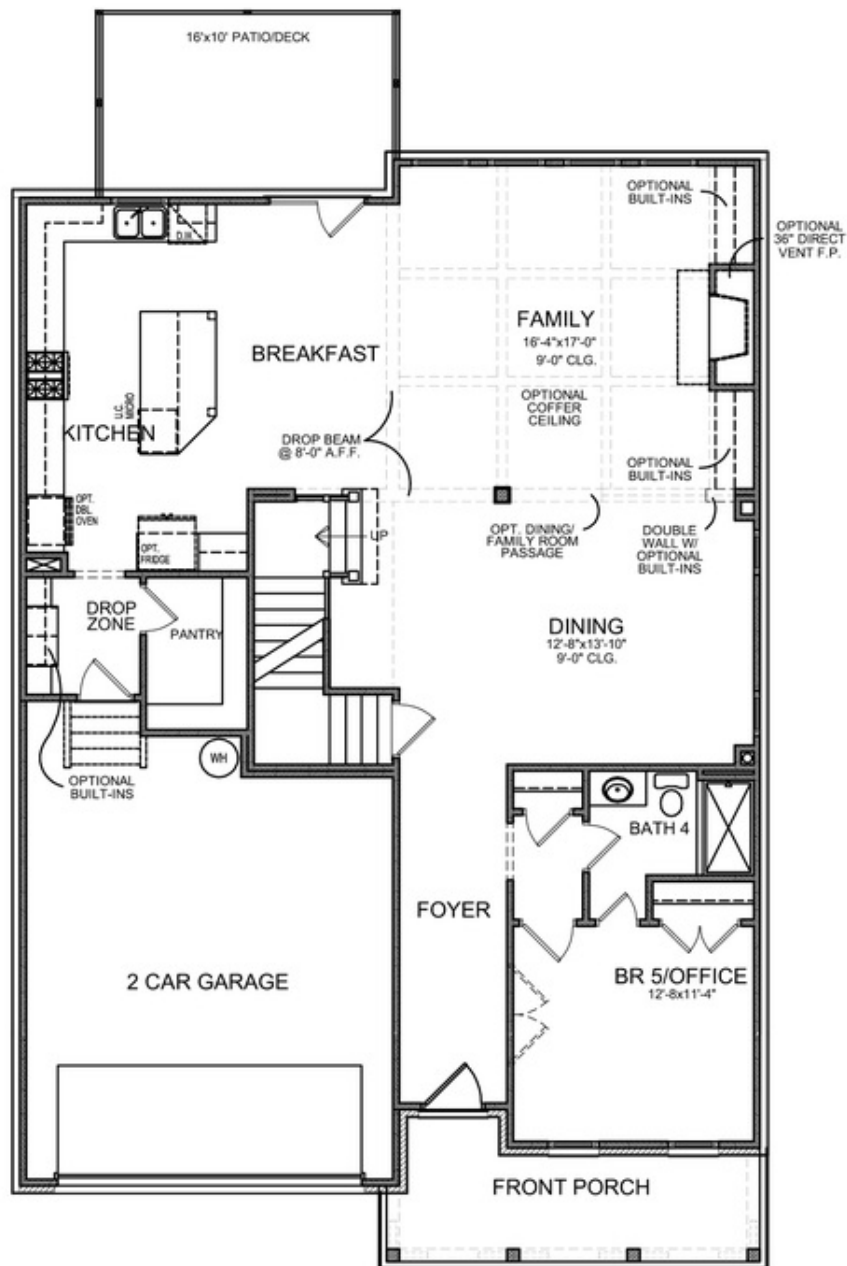 16'x10' PATIO/DECK
OPTIONAL
BUILT-INS
OPTIONAL
36" DIRECT
VENT F.P.
D.W.
FAMILY
16'-4"x17'-0"
9'-0" CLG.
BREAKFAST
OPTIONAL
COFFER
CEILING
U.C.
MICRO
KITCHEN
DROP BEAM
@ 8'-0" A.F.F.
OPTIONAL
BUILT-INS
OPT.
DBL
OVEN
OPT.
FRIDGE
UP
OPT. DINING/
FAMILY ROOM
PASSAGE
DOUBLE
WALL W/
OPTIONAL
BUILT-INS
DROP
ZONE
PANTRY
DINING
12'-8"x13'-10"
9'-0" CLG.
WH
OPTIONAL
BUILT-INS
BATH 4
FOYER
2 CAR GARAGE
BR 5/OFFICE
12'-8x11'-4"
FRONT PORCH